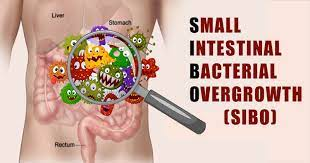 Liver
Stomach
Rectum
SMALL
INTESTINAL
BACTERIAL
OVERGROWTH
(SIBO)